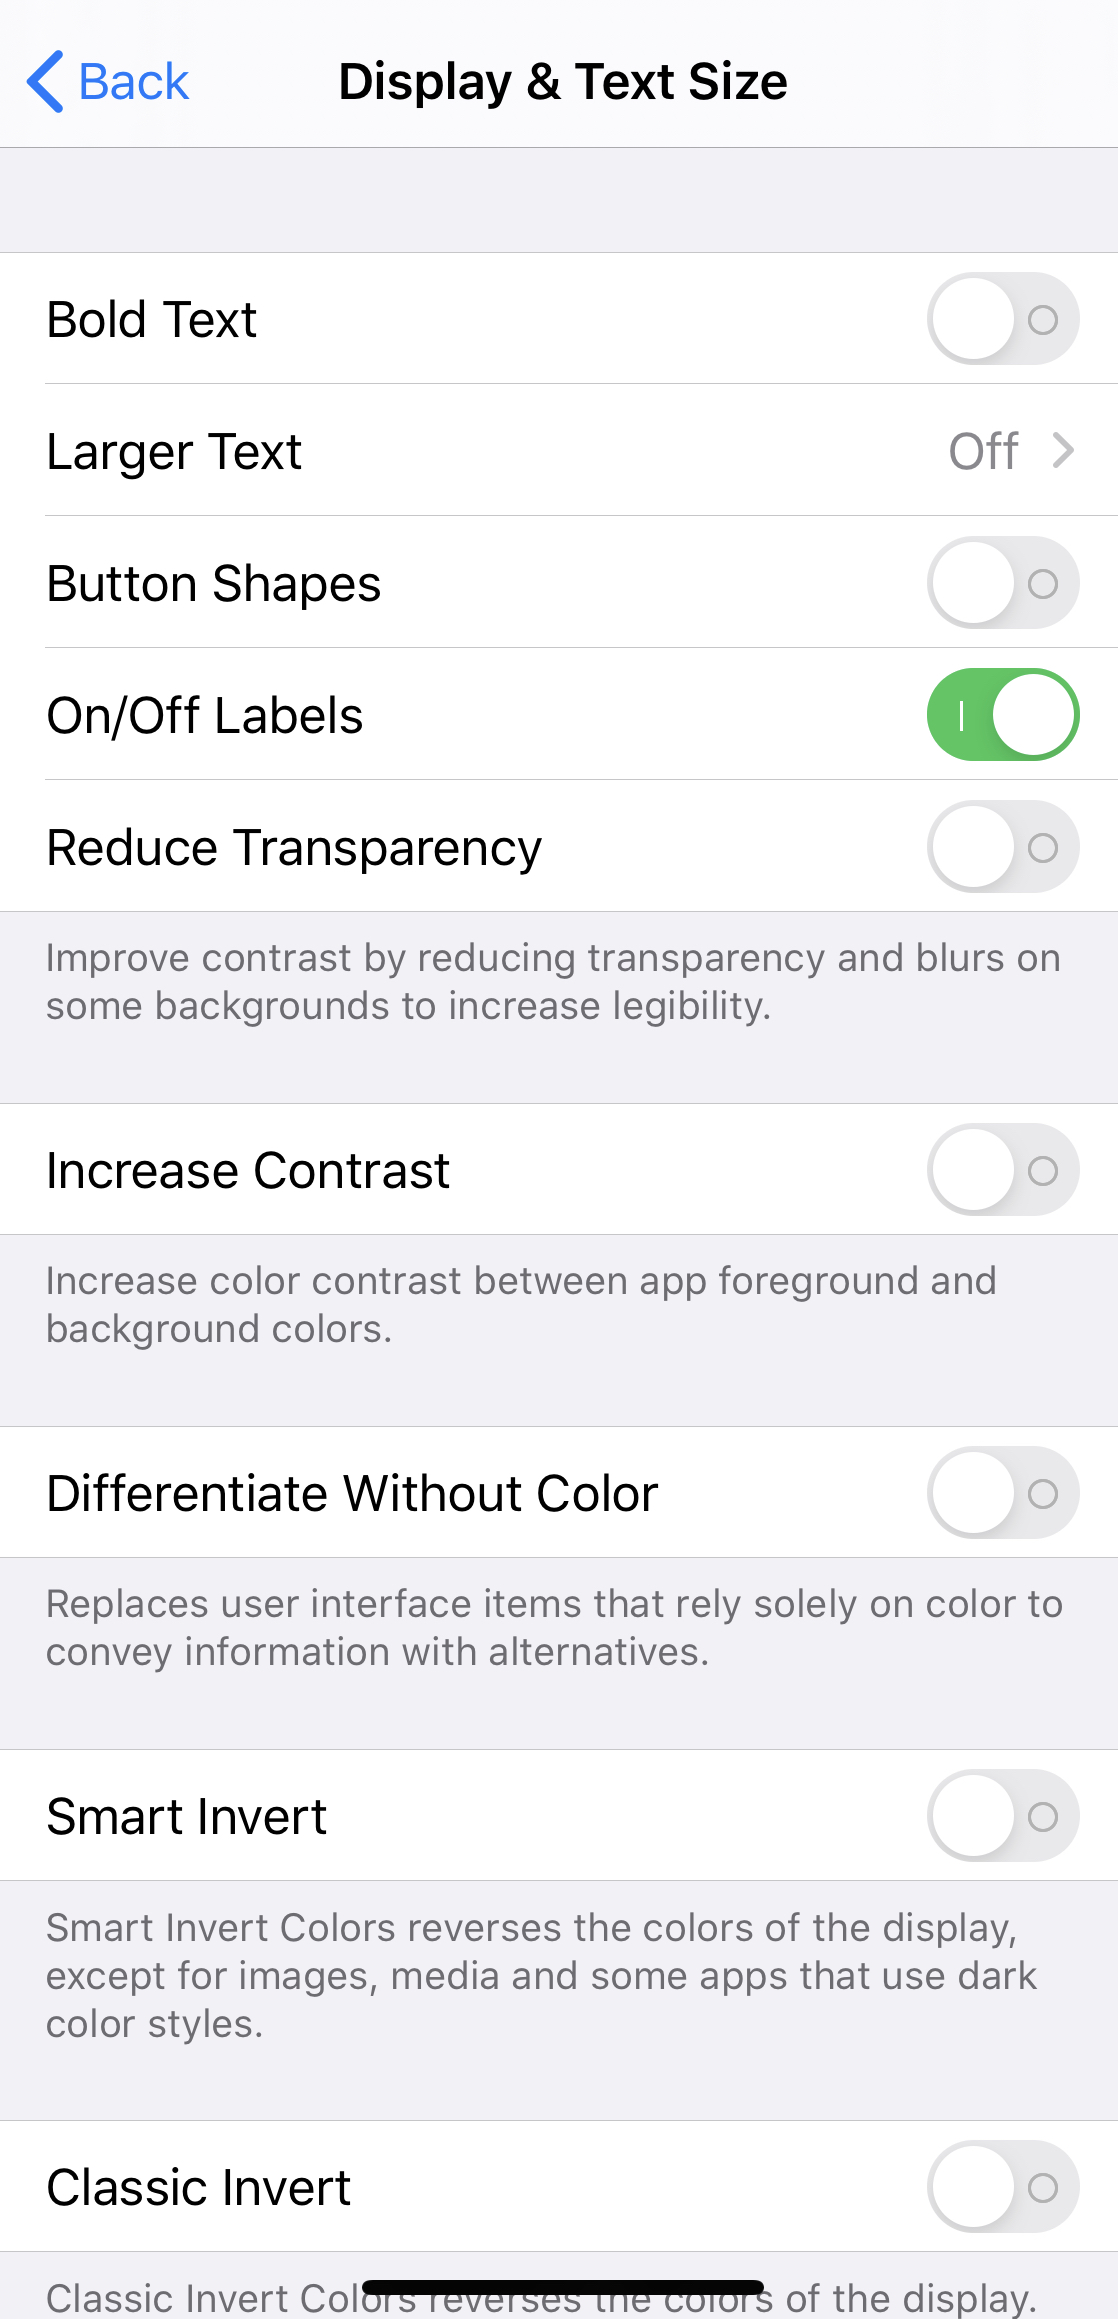 Back
Display & Text Size
Bold Text
Larger Text
Off
Button Shapes
On/Off Labels
Reduce Transparency
Improve contrast by reducing transparency and blurs on
some backgrounds to increase legibility.
Increase Contrast
Increase color contrast between app foreground and
background colors.
Differentiate Without Color
Replaces user interface items that rely solely on color to
convey information with alternatives.
Smart Invert
Smart Invert Colors reverses the colors of the display,
except for images, media and some apps that use dark
color styles.
Classic Invert
Classic Invert Colors reverses the colors of the display.